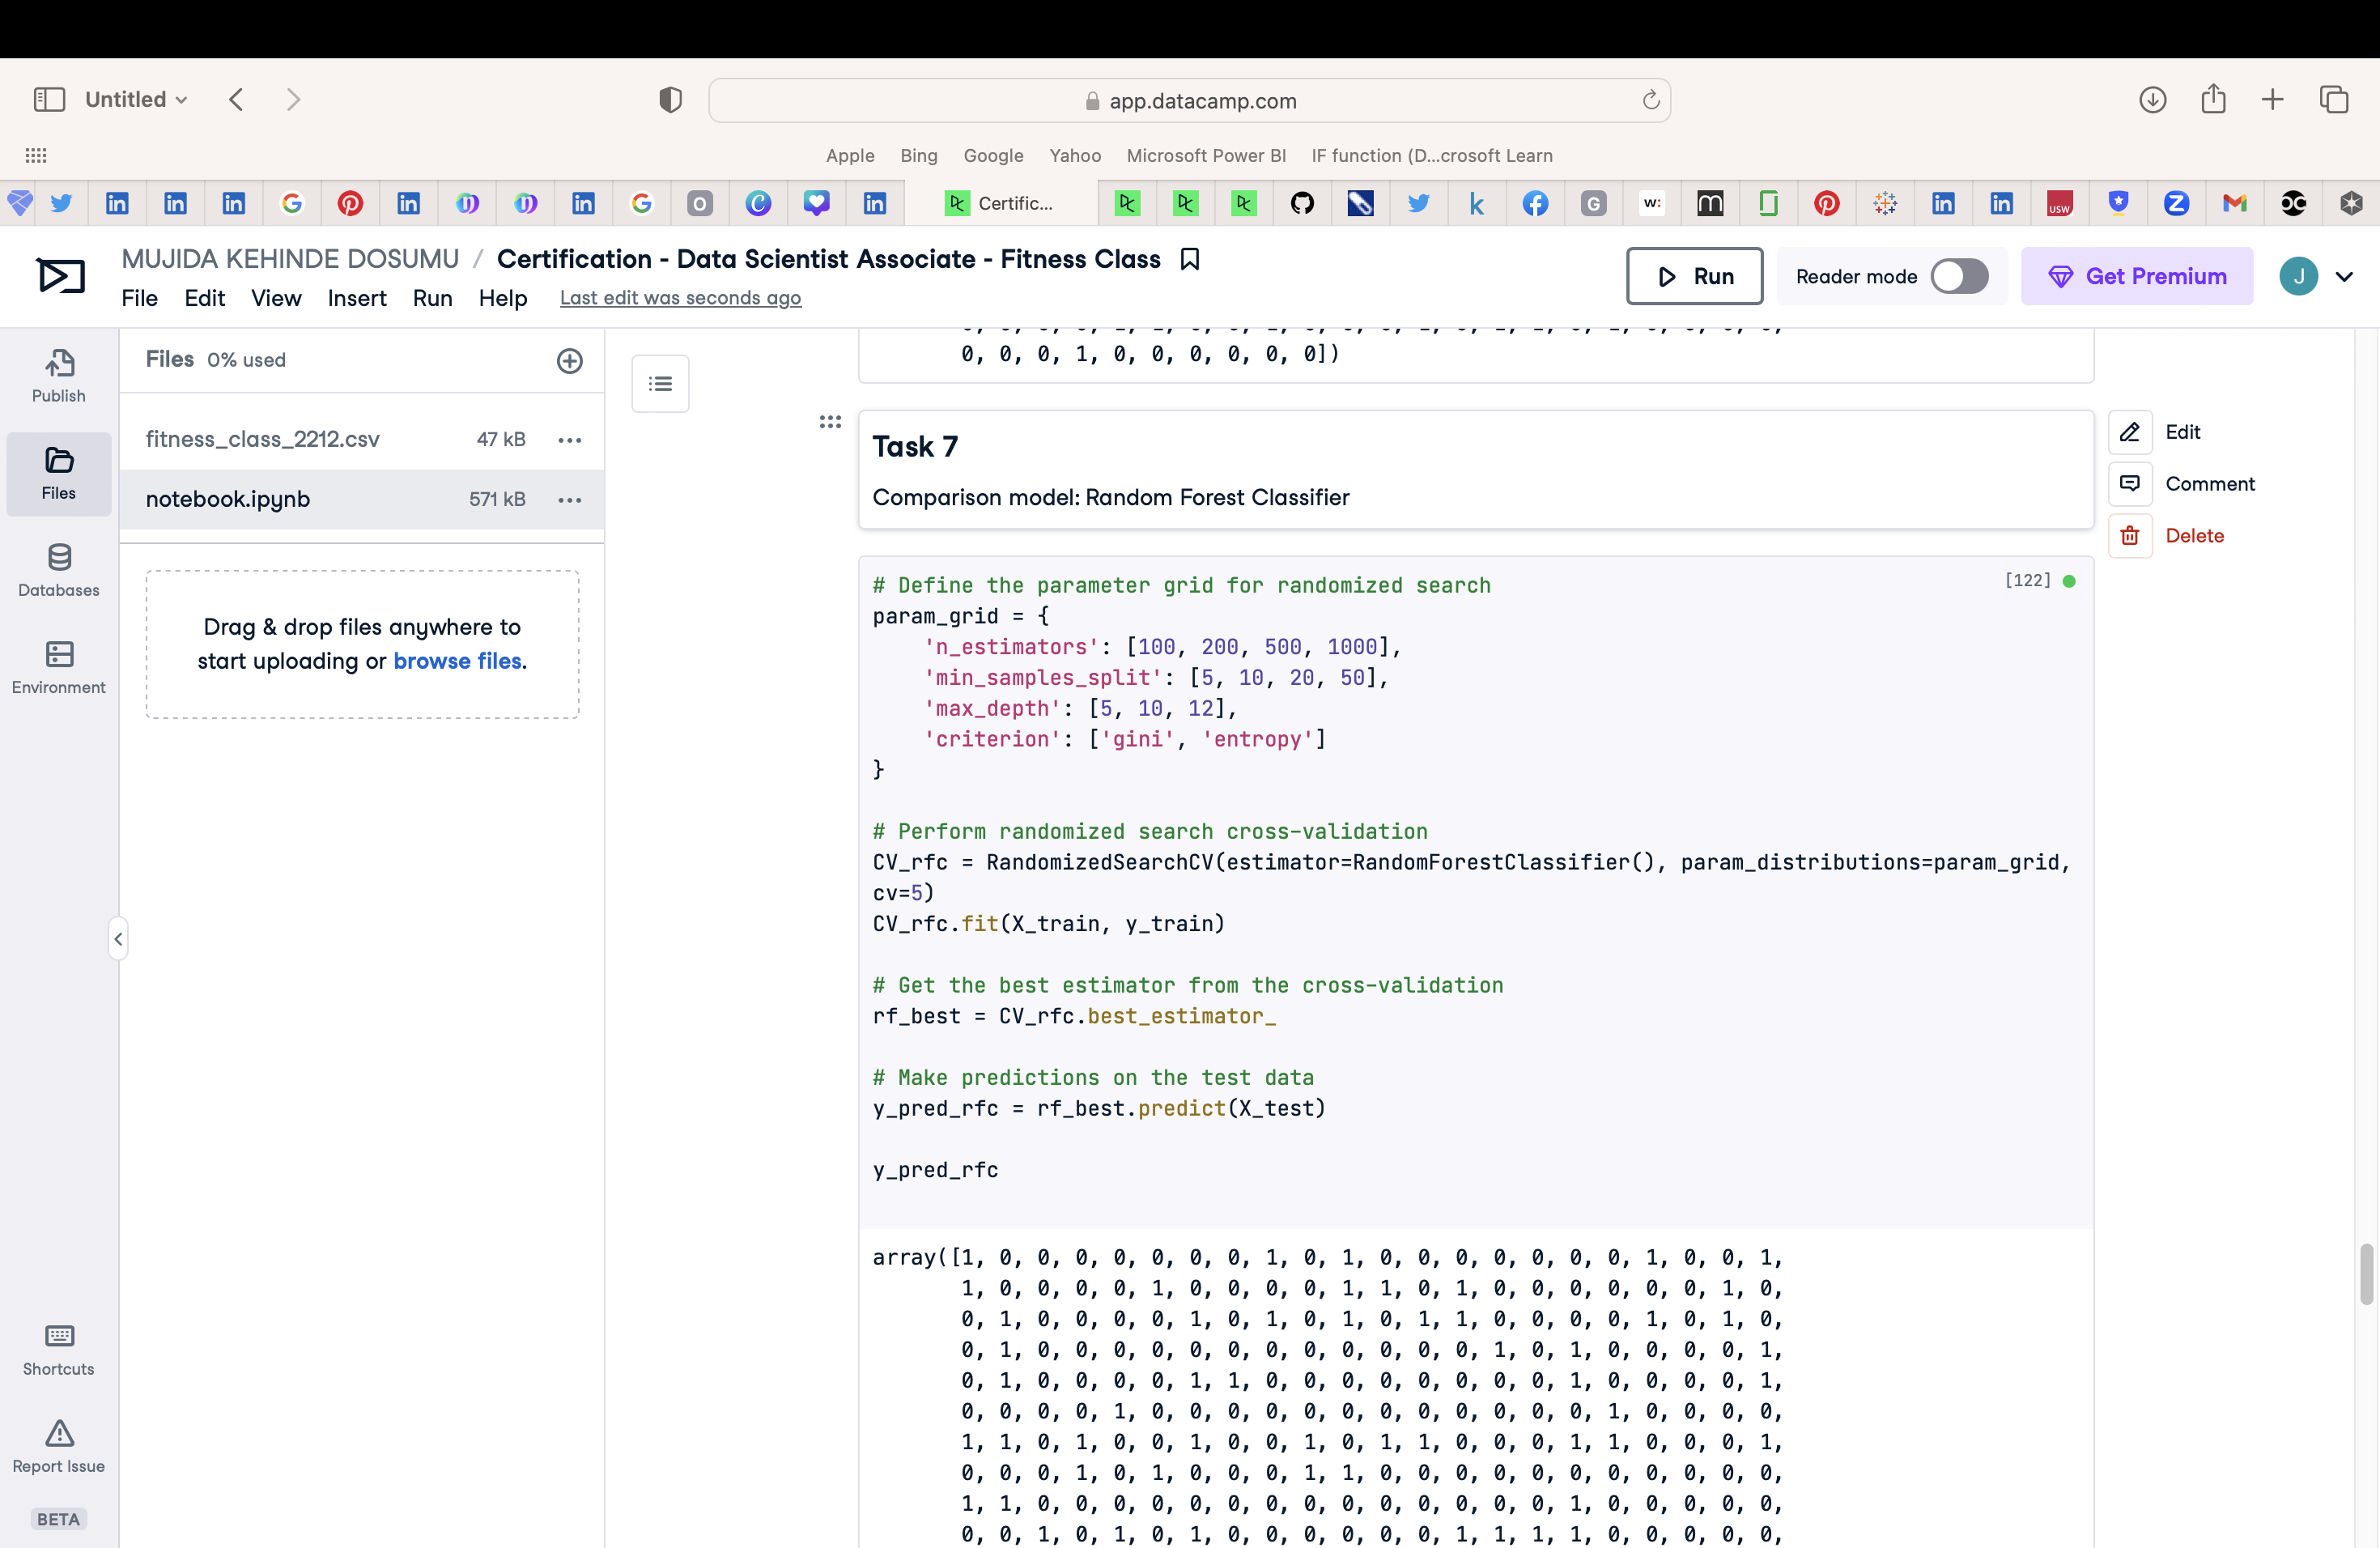 Untitled
app.datacamp.com
Apple Bing Google Yahoo Microsoft Power BI IF function (D...crosoft Learn
Certific...
MUJIDA KEHINDE DOSUMU / Certification - Data Scientist Associate - Fitness Class
Run
Reader mode
Get Premium
J
File Edit View Insert Run Help Last edit was seconds ago
Publish
Files
Databases
Environment
Shortcuts
Report Issue
BETA
Files 0% used
fitness_class_2212.csv 47 kB
notebook.ipynb 571 kB
Drag & drop files anywhere to
start uploading or browse files.
0, 0, 0, 1, 0, 0, 0, 0, 0, 0])
Task 7
Comparison model: Random Forest Classifier
Edit
Comment
Delete
[122]
# Define the parameter grid for randomized search
param_grid = {
'n_estimators': [100, 200, 500, 1000],
'min_samples_split': [5, 10, 20, 50],
'max_depth': [5, 10, 12],
'criterion': ['gini', 'entropy']
}
# Perform randomized search cross-validation
CV_rfc = RandomizedSearchCV(estimator=RandomForestClassifier(), param_distributions=param_grid,
cv=5)
CV_rfc.fit(X_train, y_train)
# Get the best estimator from the cross-validation
rf_best = CV_rfc.best_estimator_
# Make predictions on the test data
y_pred_rfc = rf_best.predict(X_test)
y_pred_rfc
array([1, 0, 0, 0, 0, 0, 0, 0, 1, 0, 1, 0, 0, 0, 0, 0, 0, 0, 1, 0, 0, 1,
1, 0, 0, 0, 0, 1, 0, 0, 0, 0, 1, 1, 0, 1, 0, 0, 0, 0, 0, 0, 1, 0,
0, 1, 0, 0, 0, 0, 1, 0, 1, 0, 1, 0, 1, 1, 0, 0, 0, 0, 1, 0, 1, 0,
0, 1, 0, 0, 0, 0, 0, 0, 0, 0, 0, 0, 0, 0, 1, 0, 1, 0, 0, 0, 0, 1,
0, 1, 0, 0, 0, 0, 1, 1, 0, 0, 0, 0, 0, 0, 0, 0, 1, 0, 0, 0, 0, 1,
0, 0, 0, 0, 1, 0, 0, 0, 0, 0, 0, 0, 0, 0, 0, 0, 0, 1, 0, 0, 0, 0,
1, 1, 0, 1, 0, 0, 1, 0, 0, 1, 0, 1, 1, 0, 0, 0, 1, 1, 0, 0, 0, 1,
0, 0, 0, 1, 0, 1, 0, 0, 0, 1, 1, 0, 0, 0, 0, 0, 0, 0, 0, 0, 0, 0,
1, 1, 0, 0, 0, 0, 0, 0, 0, 0, 0, 0, 0, 0, 0, 0, 1, 0, 0, 0, 0, 0,
0, 0, 1, 0, 1, 0, 1, 0, 0, 0, 0, 0, 0, 1, 1, 1, 1, 0, 0, 0, 0, 0,